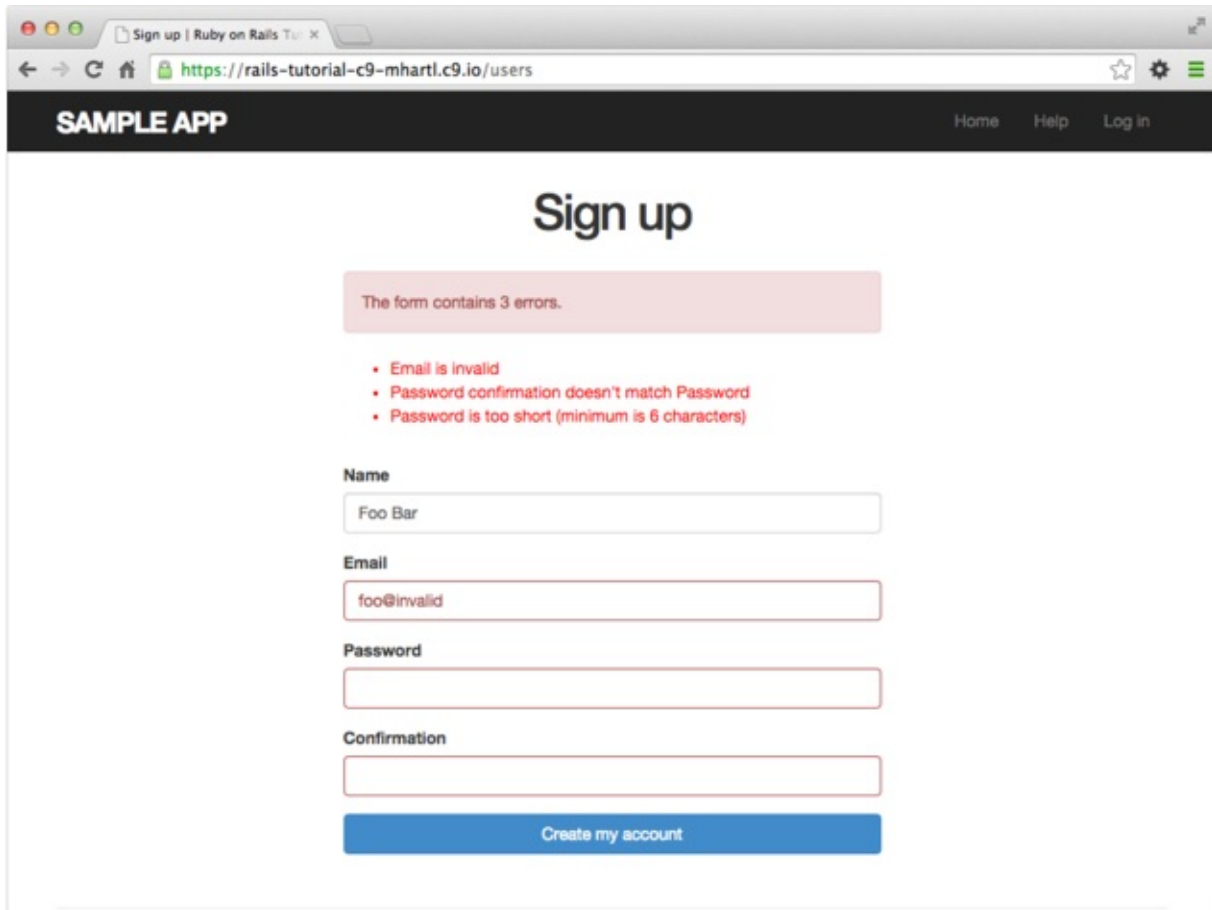 Sign up | Ruby on Rails Tu
https://rails-tutorial-c9-mhartl.c9.io/users
SAMPLE APP
Home Help Log in
Sign up
The form contains 3 errors.
• Email is invalid
• Password confirmation doesn't match Password
• Password is too short (minimum is 6 characters)
Name
Foo Bar
Email
foo@invalid
Password
Confirmation
Create my account